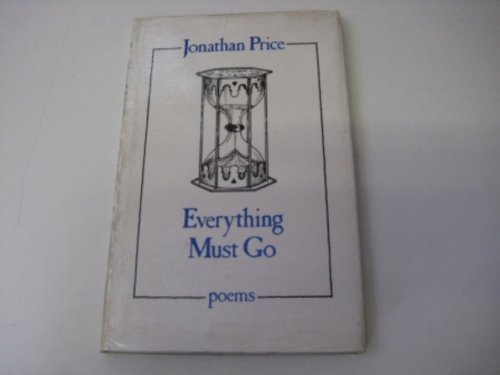 Jonathan Price
Everything
Must Go
poems